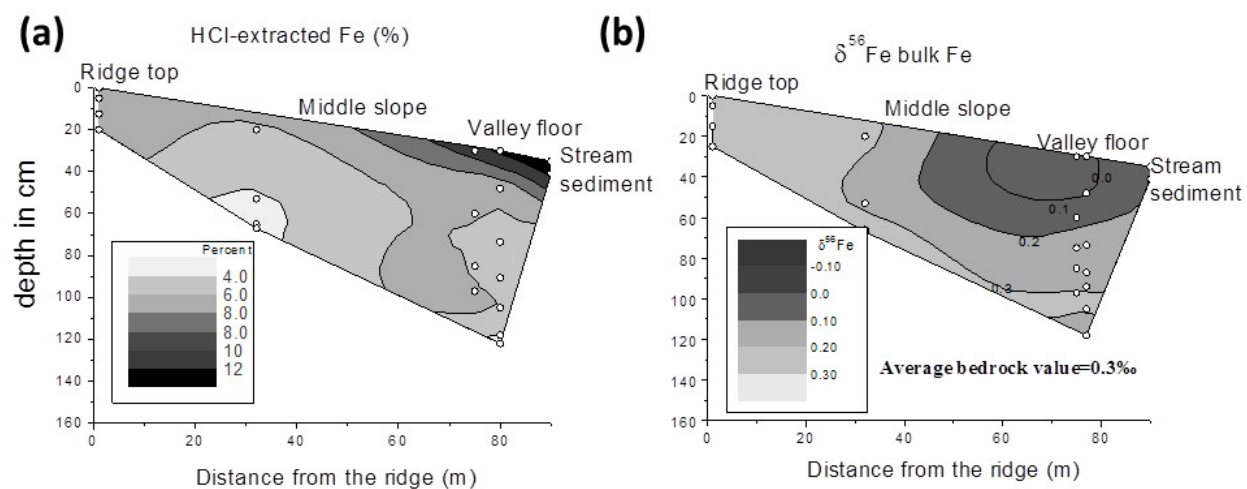 (a)
HCl-extracted Fe (%)
Ridge top
Middle slope
Valley floor
Stream
sediment
depth in cm
0
20
40
60
80
100
120
140
160
Percent
4.0
6.0
8.0
8.0
10
12
0
20
40
60
80
Distance from the ridge (m)
(b)
δ⁵⁶Fe bulk Fe
Ridge top
Middle slope
Valley floor
Stream
sediment
0
20
40
60
80
100
120
140
160
0.0
0.1
0.2
0.3
δ⁵⁶Fe
-0.10
0.0
0.10
0.20
0.30
Average bedrock value=0.3‰
0
20
40
60
80
Distance from the ridge (m)